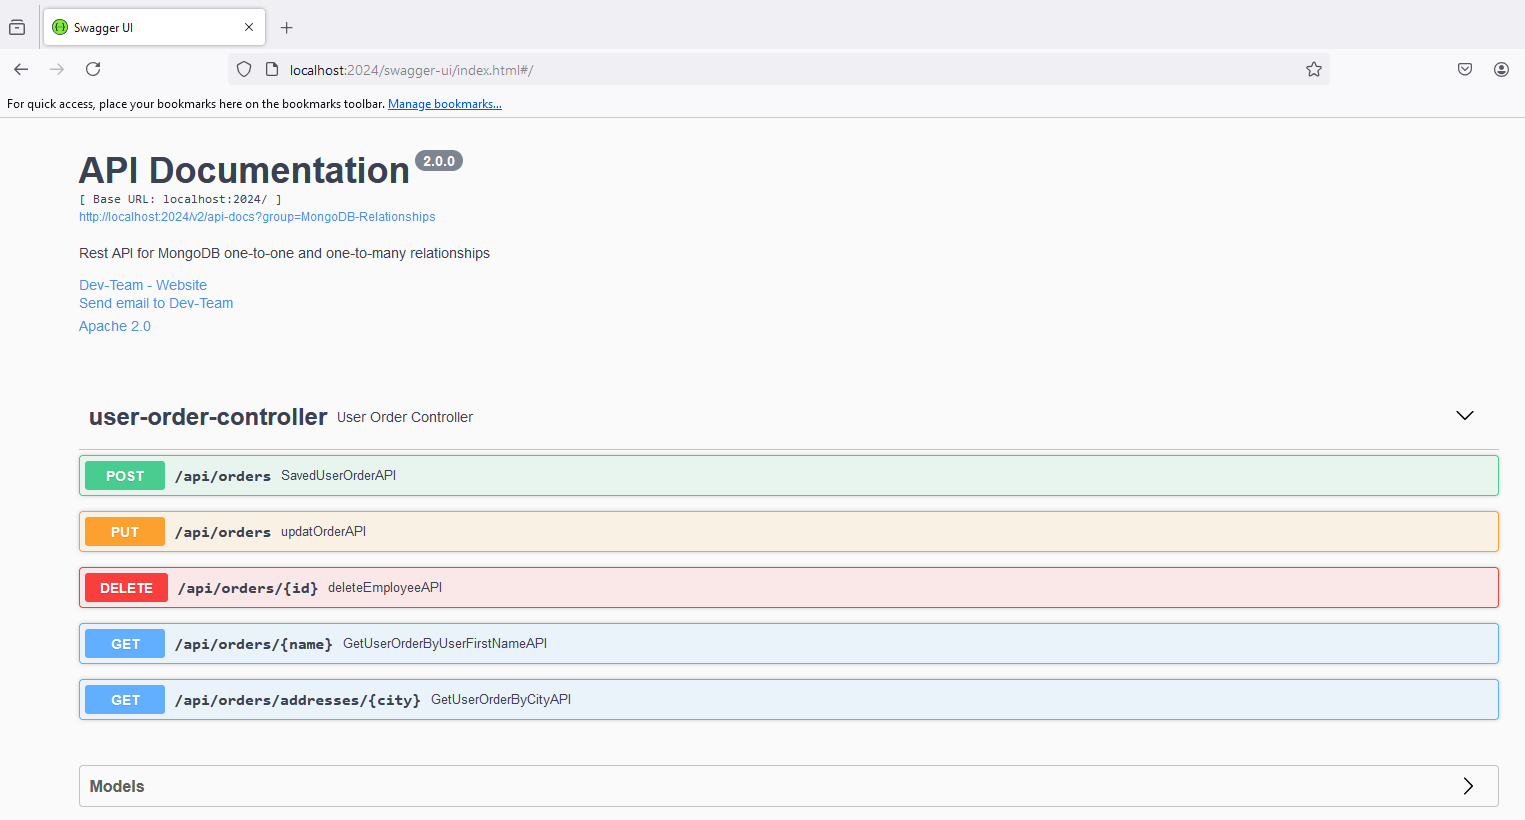 Swagger UI
localhost:2024/swagger-ui/index.html#/
For quick access, place your bookmarks here on the bookmarks toolbar. Manage bookmarks...
API Documentation 2.0.0
[ Base URL: localhost:2024/ ]
http://localhost:2024/v2/api-docs?group=MongoDB-Relationships
Rest API for MongoDB one-to-one and one-to-many relationships
Dev-Team - Website
Send email to Dev-Team
Apache 2.0
user-order-controller User Order Controller
POST /api/orders SavedUserOrderAPI
PUT /api/orders updatOrderAPI
DELETE /api/orders/{id} deleteEmployeeAPI
GET /api/orders/{name} GetUserOrderByUserFirstNameAPI
GET /api/orders/addresses/{city} GetUserOrderByCityAPI
Models